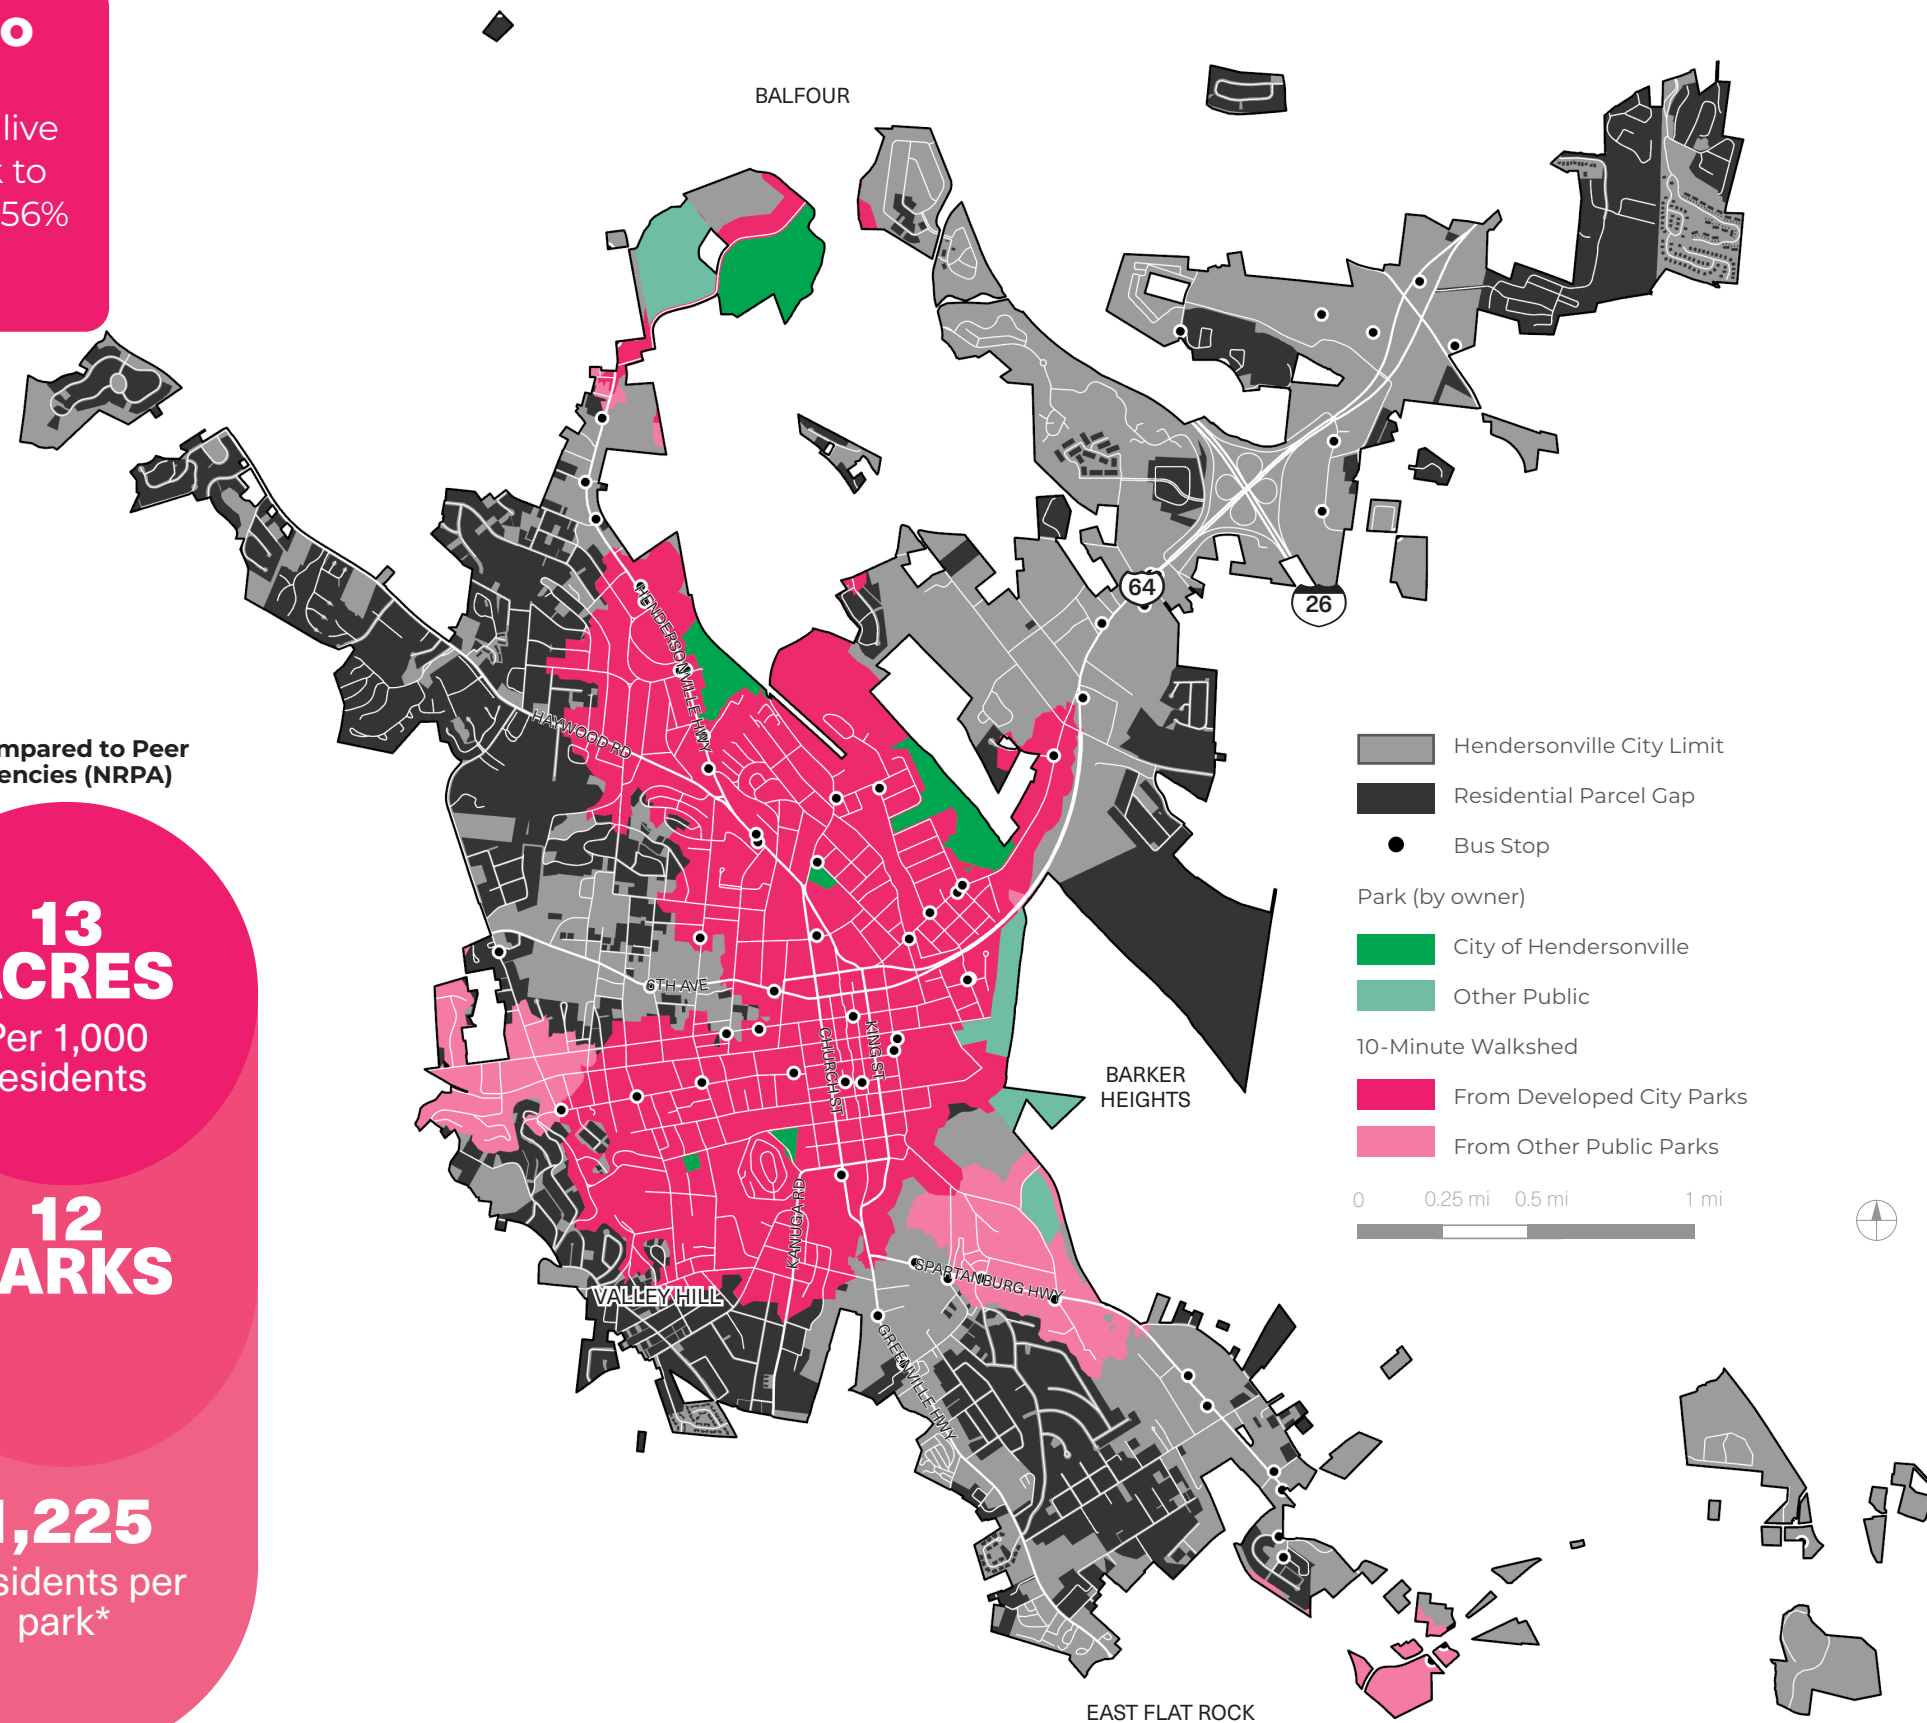 o
live
to
56%
mpared to Peer
encies (NRPA)
13
CRES
Per 1,000
esidents
12
ARKS
1,225
sidents per
park*
BALFOUR
64
26
HENDERSONVILLE HWY
HAYWOOD RD
6TH AVE
CHURCH ST
KING ST
BARKER
HEIGHTS
KANUGA RD
SPARTANBURG HWY
VALLEY HILL
GREENVILLE HWY
EAST FLAT ROCK
Hendersonville City Limit
Residential Parcel Gap
Bus Stop
Park (by owner)
City of Hendersonville
Other Public
10-Minute Walkshed
From Developed City Parks
From Other Public Parks
0 0.25 mi 0.5 mi 1 mi